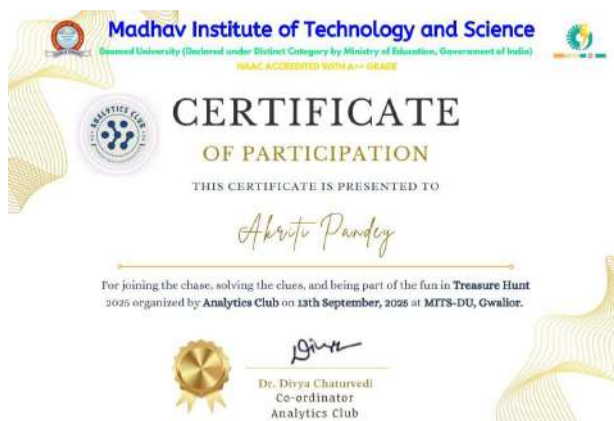 Madhav Institute of Technology and Science
Deemed University (Declared under Distinct Category by Ministry of Education, Government of India)
NAAC ACCREDITED WITH A++ GRADE
ANALYTICS CLUB
CERTIFICATE
OF PARTICIPATION
THIS CERTIFICATE IS PRESENTED TO
Akriti Pandey
For joining the chase, solving the clues, and being part of the fun in Treasure Hunt
2025 organized by Analytics Club on 13th September, 2025 at MITS-DU, Gwalior.
Divya
Dr. Divya Chaturvedi
Co-ordinator
Analytics Club